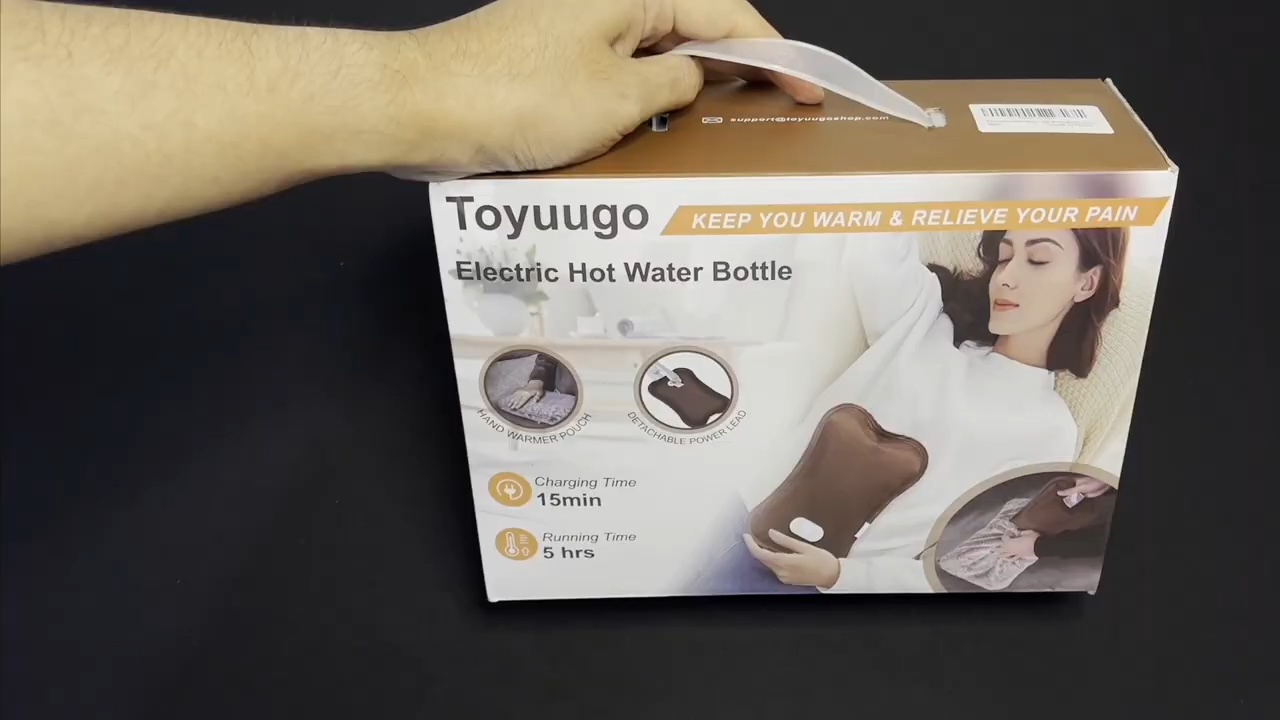 support@toyuugoshop.com
Toyuugo
KEEP YOU WARM & RELIEVE YOUR PAIN
Electric Hot Water Bottle
HAND WARMER POUCH
DETACHABLE POWER LEAD
Charging Time
15min
Running Time
5 hrs